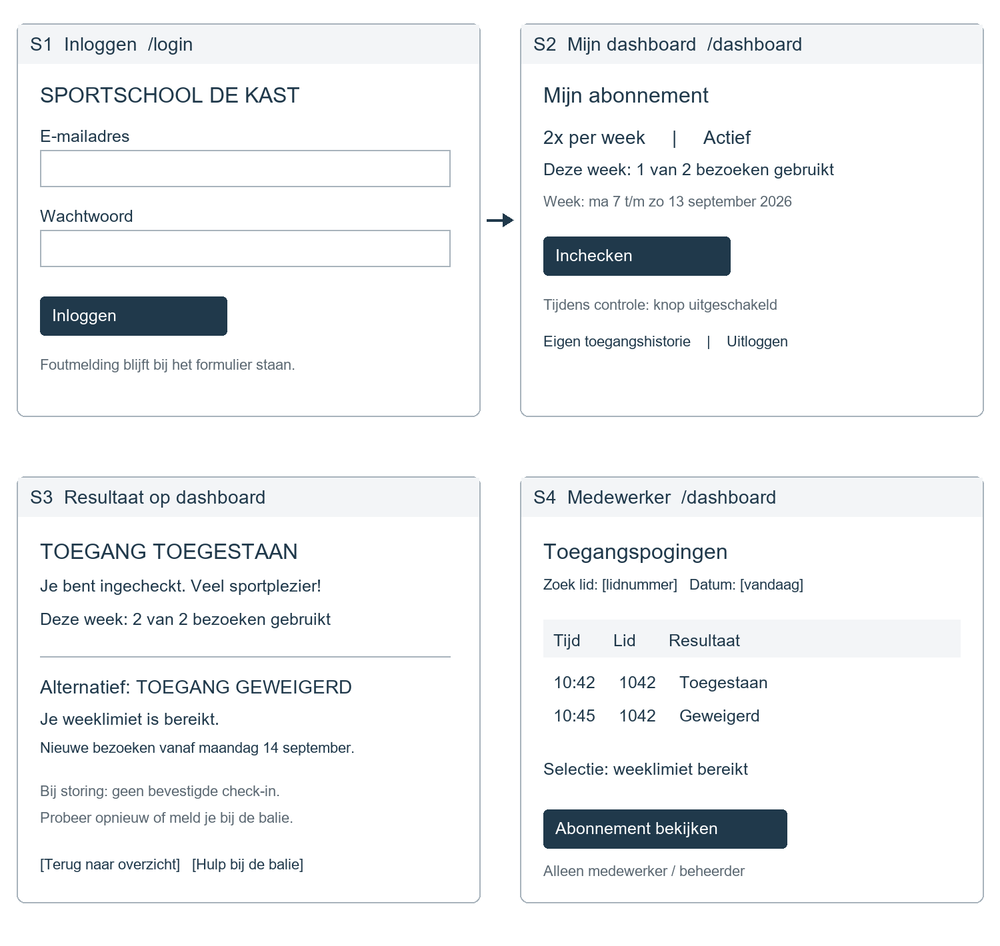 S1 Inloggen /login
SPORTSCHOOL DE KAST
E-mailadres
Wachtwoord
Inloggen
Foutmelding blijft bij het formulier staan.
S2 Mijn dashboard /dashboard
Mijn abonnement
2x per week | Actief
Deze week: 1 van 2 bezoeken gebruikt
Week: ma 7 t/m zo 13 september 2026
Inchecken
Tijdens controle: knop uitgeschakeld
Eigen toegangshistorie | Uitloggen
S3 Resultaat op dashboard
TOEGANG TOEGESTAAN
Je bent ingecheckt. Veel sportplezier!
Deze week: 2 van 2 bezoeken gebruikt
Alternatief: TOEGANG GEWEIGERD
Je weeklimiet is bereikt.
Nieuwe bezoeken vanaf maandag 14 september.
Bij storing: geen bevestigde check-in.
Probeer opnieuw of meld je bij de balie.
[Terug naar overzicht] [Hulp bij de balie]
S4 Medewerker /dashboard
Toegangspogingen
Zoek lid: [lidnummer] Datum: [vandaag]
Tijd Lid Resultaat
10:42 1042 Toegestaan
10:45 1042 Geweigerd
Selectie: weeklimiet bereikt
Abonnement bekijken
Alleen medewerker / beheerder